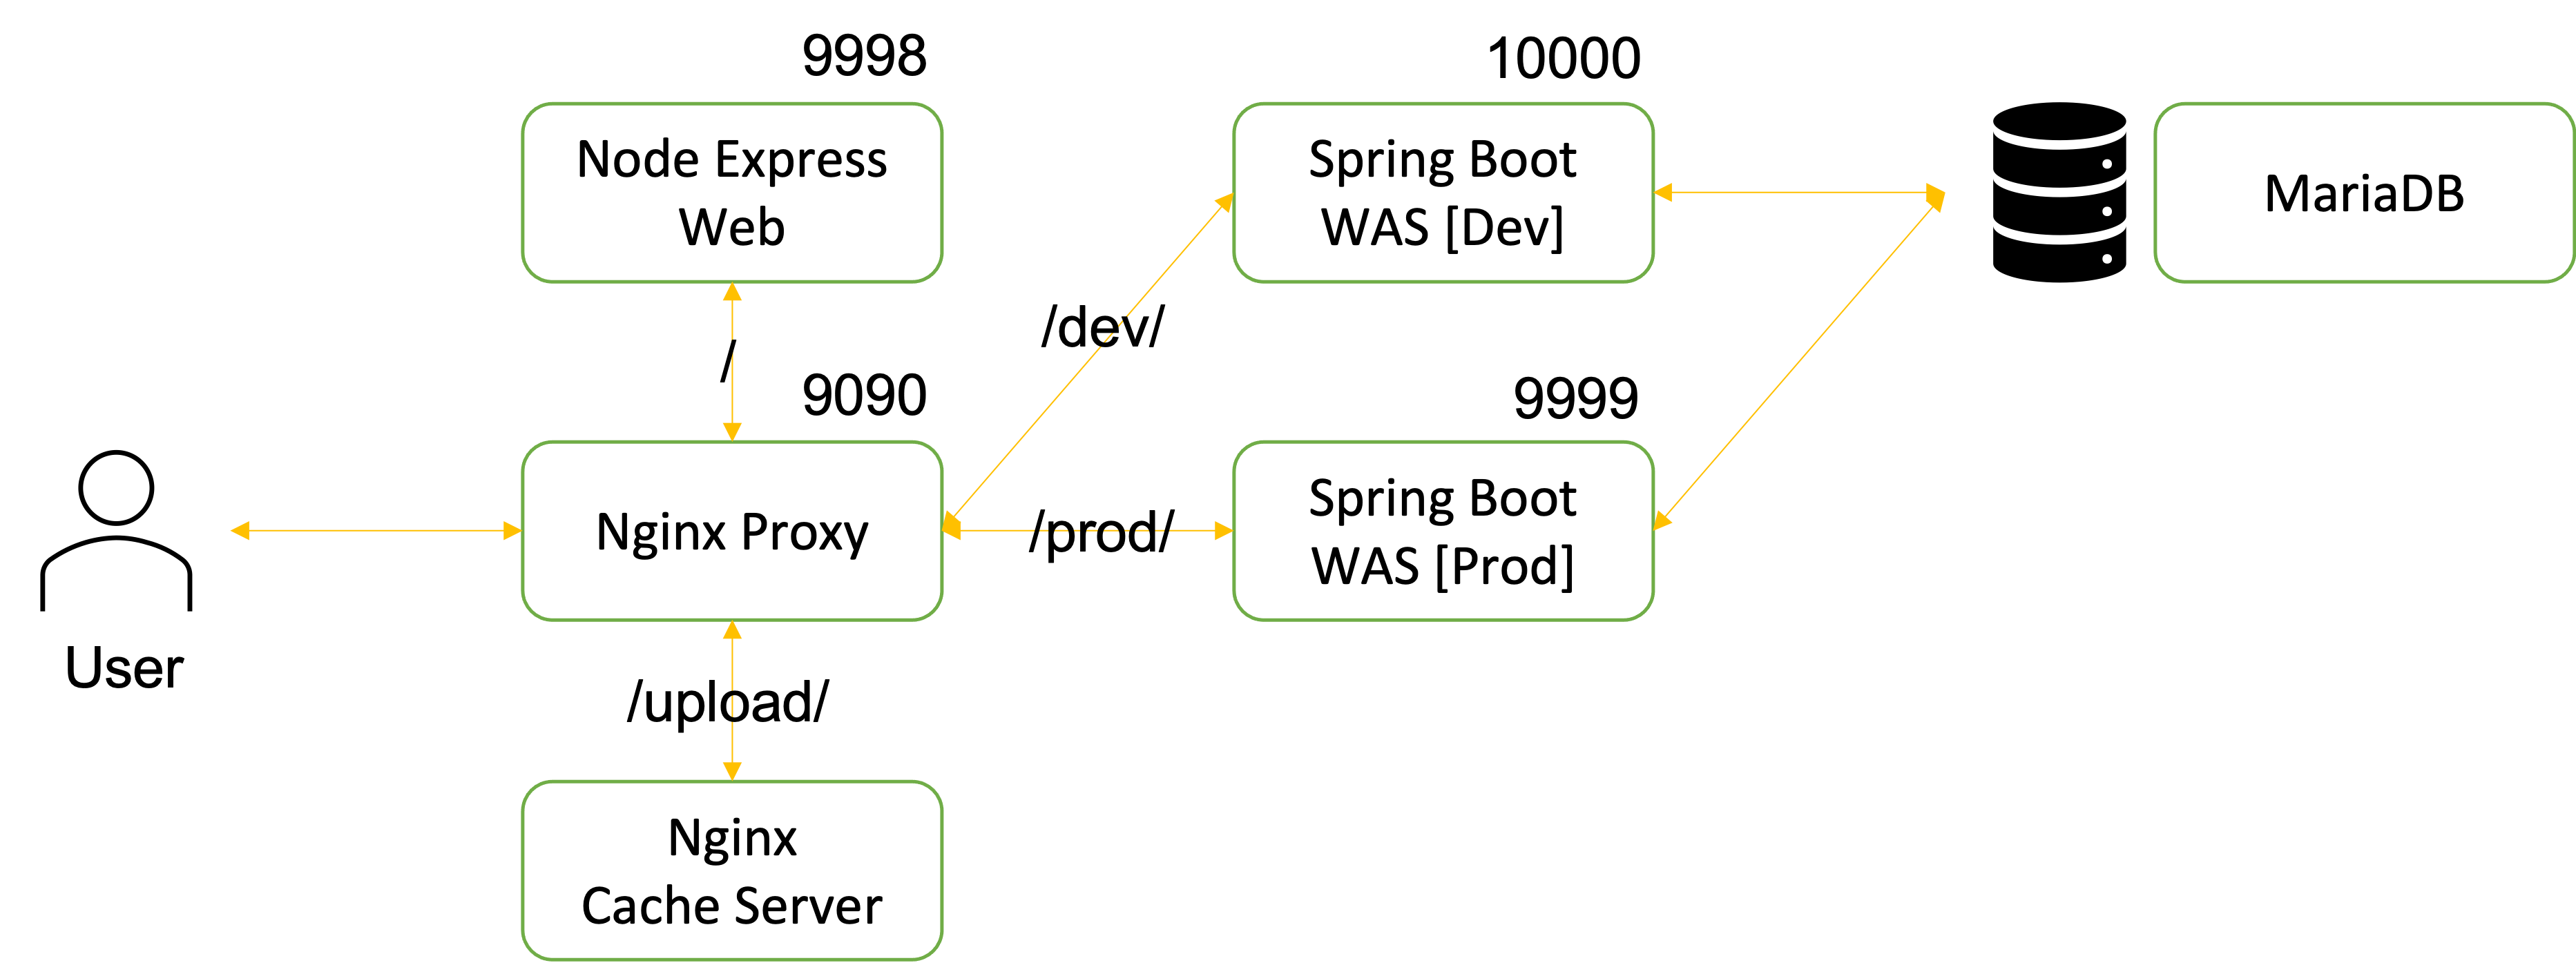 9998
Node Express
Web
10000
Spring Boot
WAS [Dev]
MariaDB
/
/dev/
9090
Nginx Proxy
/prod/
9999
Spring Boot
WAS [Prod]
User
/upload/
Nginx
Cache Server